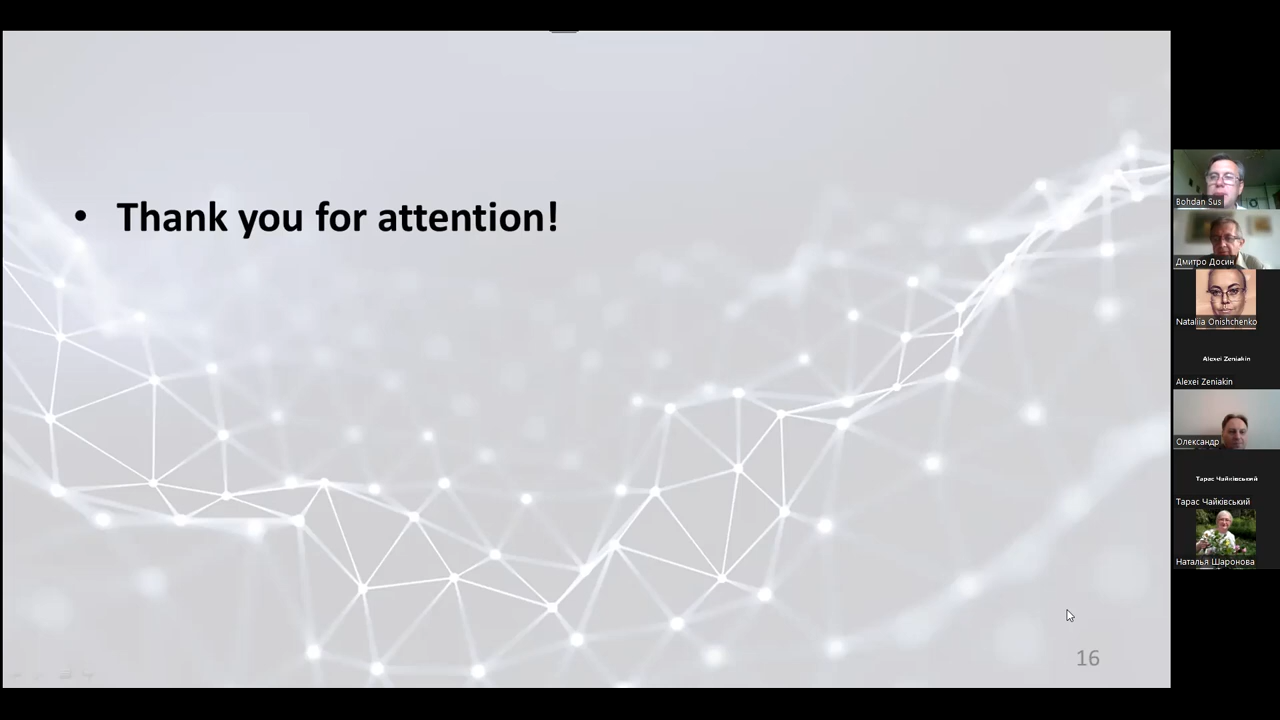 • Thank you for attention!
16
Bohdan Sus
Дмитро Досин
Nataliia Onishchenko
Alexei Zeniakin
Alexei Zeniakin
Олександр
Тарас Чайківський
Тарас Чайківський
Наталья Шаронова